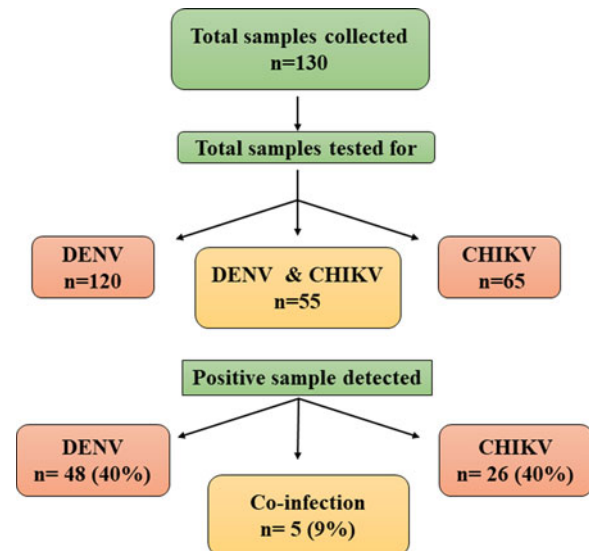 Total samples collected
n=130
Total samples tested for
DENV
n=120
DENV & CHIKV
n=55
CHIKV
n=65
Positive sample detected
DENV
n= 48 (40%)
Co-infection
n= 5 (9%)
CHIKV
n= 26 (40%)